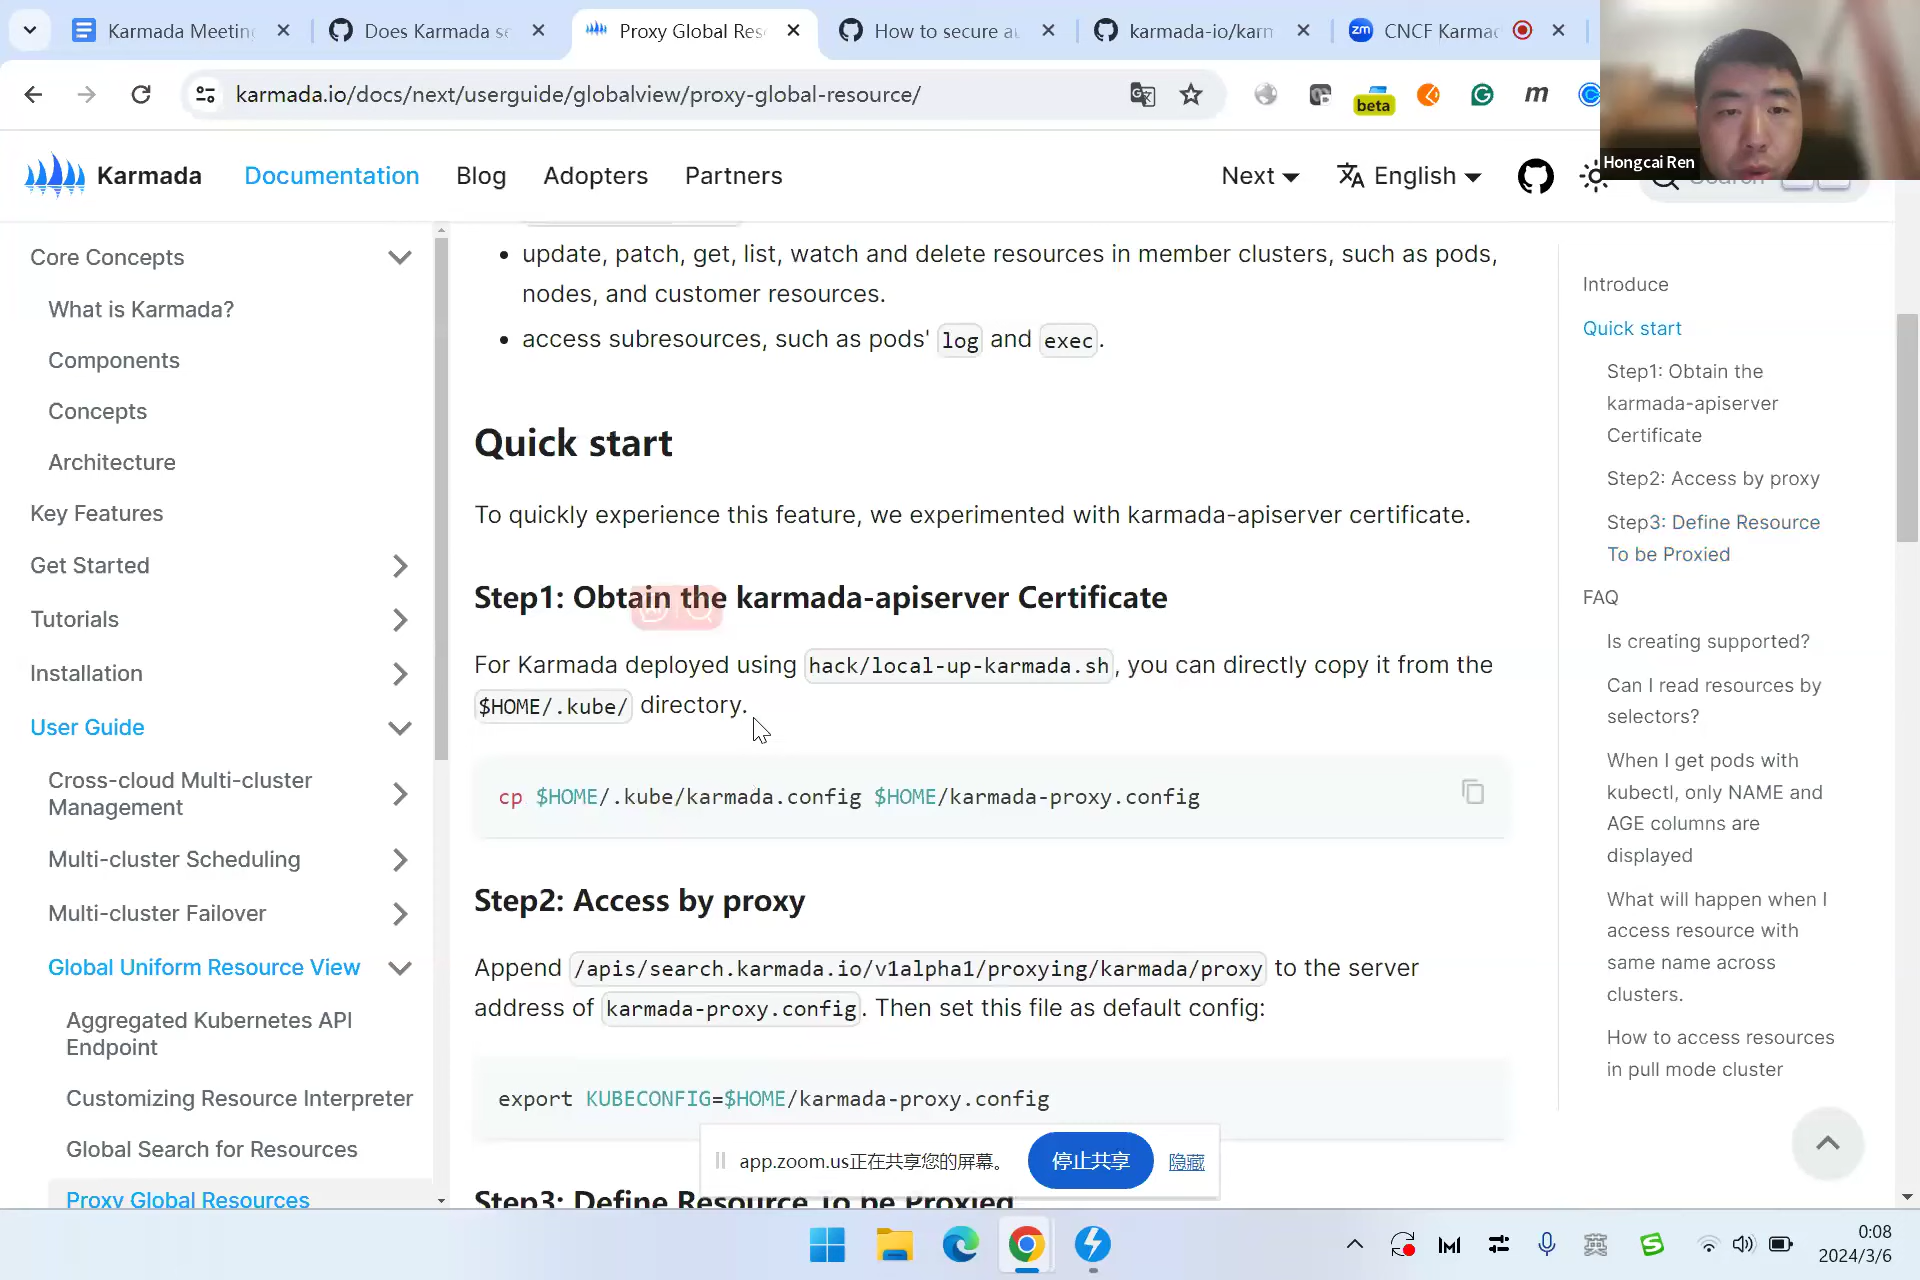 Karmada Meetin
Does Karmada se
Proxy Global Res
How to secure au
karmada-io/karm
zm
CNCF Karmac
karmada.io/docs/next/userguide/globalview/proxy-global-resource/
beta
m
Hongcai Ren
Karmada
Documentation
Blog
Adopters
Partners
Next
English
Search
Core Concepts
What is Karmada?
Components
Concepts
Architecture
Key Features
Get Started
Tutorials
Installation
User Guide
Cross-cloud Multi-cluster
Management
Multi-cluster Scheduling
Multi-cluster Failover
Global Uniform Resource View
Aggregated Kubernetes API
Endpoint
Customizing Resource Interpreter
Global Search for Resources
Proxy Global Resources
update, patch, get, list, watch and delete resources in member clusters, such as pods,
nodes, and customer resources.
access subresources, such as pods' log and exec.
Quick start
To quickly experience this feature, we experimented with karmada-apiserver certificate.
Step1: Obtain the karmada-apiserver Certificate
For Karmada deployed using hack/local-up-karmada.sh, you can directly copy it from the
$HOME/.kube/ directory.
cp $HOME/.kube/karmada.config $HOME/karmada-proxy.config
Step2: Access by proxy
Append /apis/search.karmada.io/v1alpha1/proxying/karmada/proxy to the server
address of karmada-proxy.config. Then set this file as default config:
export KUBECONFIG=$HOME/karmada-proxy.config
Step3: Define Resource To be Proxied
Introduce
Quick start
Step1: Obtain the
karmada-apiserver
Certificate
Step2: Access by proxy
Step3: Define Resource
To be Proxied
FAQ
Is creating supported?
Can I read resources by
selectors?
When I get pods with
kubectl, only NAME and
AGE columns are
displayed
What will happen when I
access resource with
same name across
clusters.
How to access resources
in pull mode cluster
app.zoom.us正在共享您的屏幕。
停止共享
隐藏
英
0:08
2024/3/6